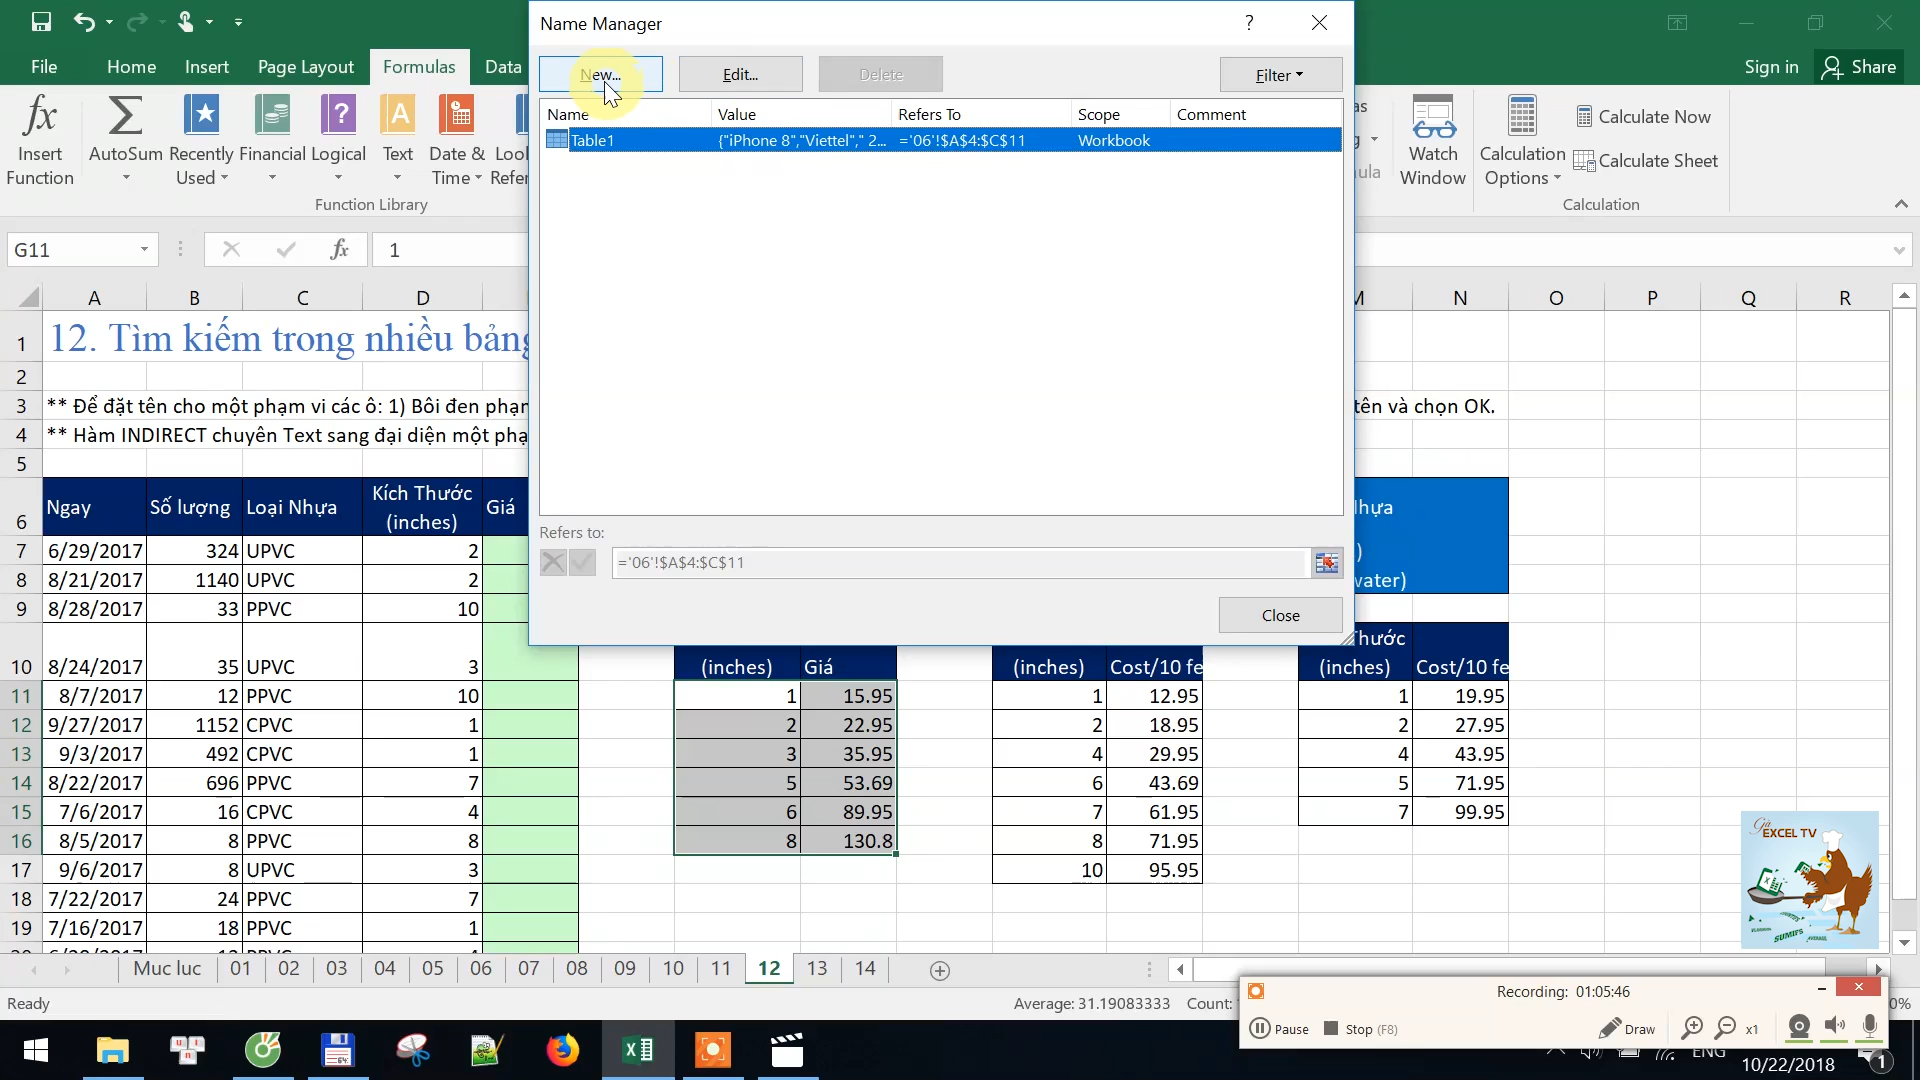 Name Manager
?
File
Home
Insert
Page Layout
Formulas
Data
Sign in
Share
New...
Edit...
Delete
Filter
Name
Value
Refers To
Scope
Comment
Table1
{"iPhone 8","Viettel"," 2...
='06'!$A$4:$C$11
Workbook
Refers to:
='06'!$A$4:$C$11
Close
Insert
Function
AutoSum
Recently
Used
Financial
Logical
Text
Date &
Time
Function Library
Watch
Window
Calculation
Options
Calculate Now
Calculate Sheet
Calculation
G11
fx
1
A B C D M N O P Q R
1 12. Tìm kiếm trong nhiều bảng
2
3 ** Để đặt tên cho một phạm vi các ô: 1) Bôi đen phạm tên và chọn OK.
4 ** Hàm INDIRECT chuyên Text sang đại diện một phạ
5
6 Ngay Số lượng Loại Nhựa Kích Thước (inches) Giá
7 6/29/2017 324 UPVC 2
8 8/21/2017 1140 UPVC 2
9 8/28/2017 33 PPVC 10
10 8/24/2017 35 UPVC 3 (inches) Giá (inches) Cost/10 fe (inches) Cost/10 fe
11 8/7/2017 12 PPVC 10 1 15.95 1 12.95 1 19.95
12 9/27/2017 1152 CPVC 1 2 22.95 2 18.95 2 27.95
13 9/3/2017 492 CPVC 1 3 35.95 4 29.95 4 43.95
14 8/22/2017 696 PPVC 7 5 53.69 6 43.69 5 71.95
15 7/6/2017 16 CPVC 4 6 89.95 7 61.95 7 99.95
16 8/5/2017 8 PPVC 8 8 130.8 8 71.95
17 9/6/2017 8 UPVC 3 10 95.95
18 7/22/2017 24 PPVC 7
19 7/16/2017 18 PPVC 1
Gà EXCEL TV
SUMIFS
Muc luc 01 02 03 04 05 06 07 08 09 10 11 12 13 14
Ready
Average: 31.19083333
Count:
Recording: 01:05:46
Pause
Stop (F8)
Draw
x1
ENG
10/22/2018
1